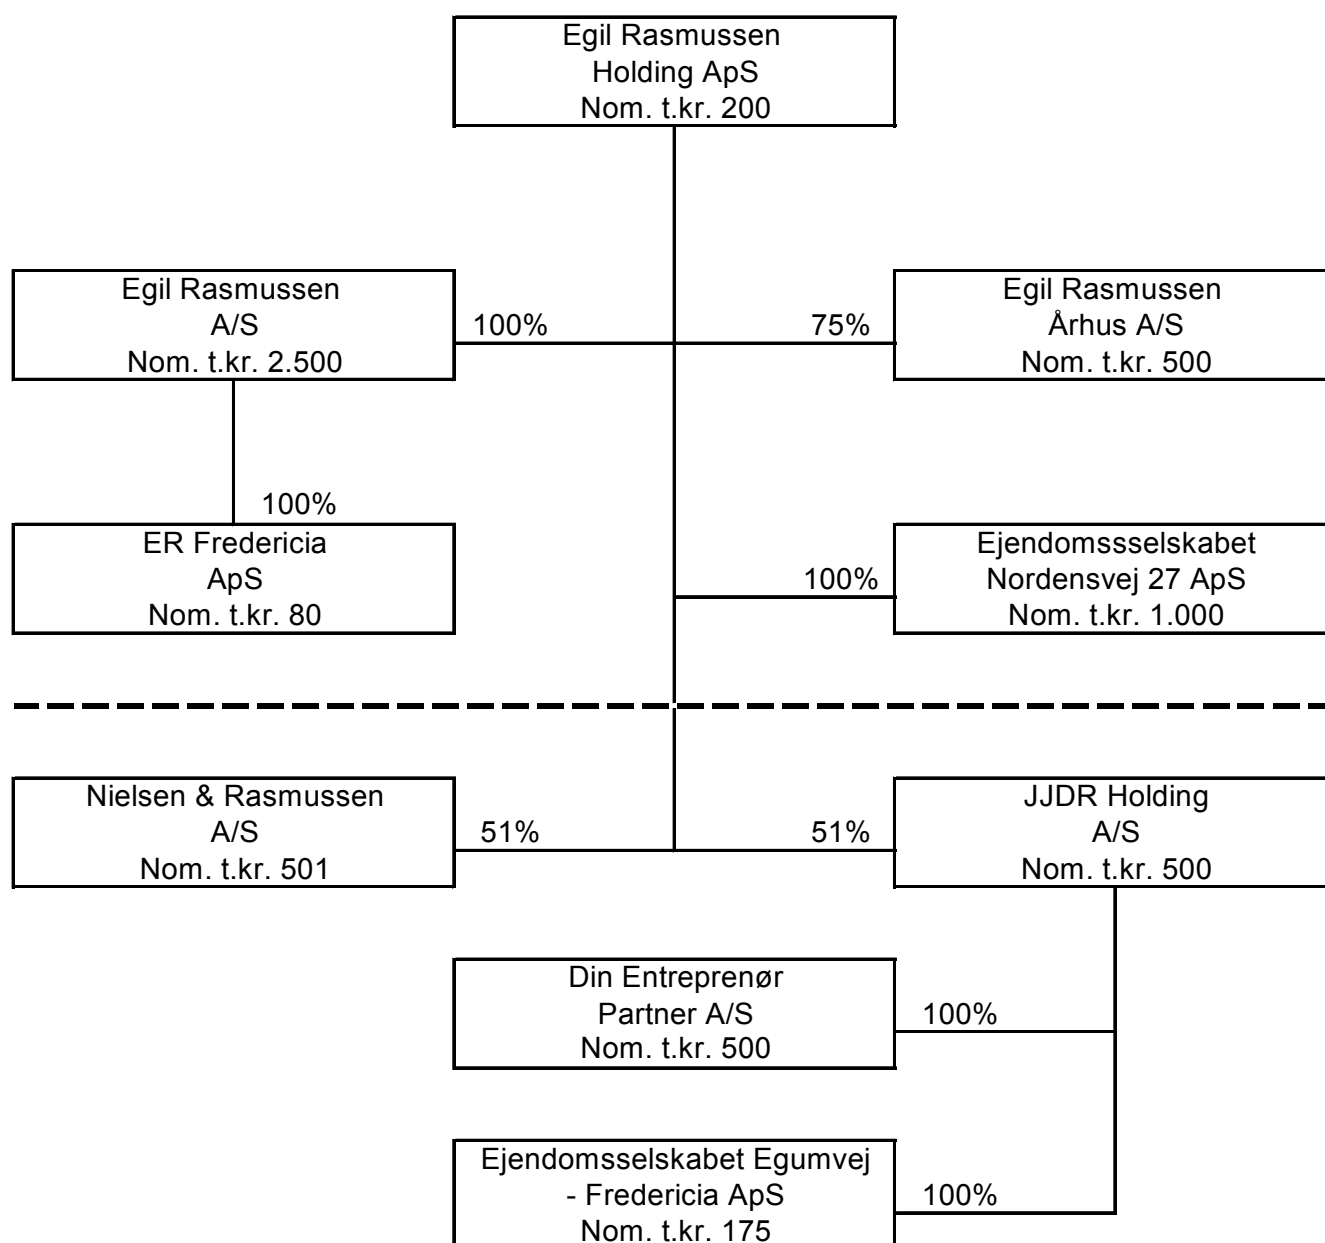 Egil Rasmussen
Holding ApS
Nom. t.kr. 200
Egil Rasmussen
A/S
Nom. t.kr. 2.500
100%
75%
Egil Rasmussen
Århus A/S
Nom. t.kr. 500
100%
ER Fredericia
ApS
Nom. t.kr. 80
100%
Ejendomssselskabet
Nordensvej 27 ApS
Nom. t.kr. 1.000
Nielsen & Rasmussen
A/S
Nom. t.kr. 501
51%
51%
JJDR Holding
A/S
Nom. t.kr. 500
Din Entreprenør
Partner A/S
Nom. t.kr. 500
100%
Ejendomsselskabet Egumvej
- Fredericia ApS
Nom. t.kr. 175
100%